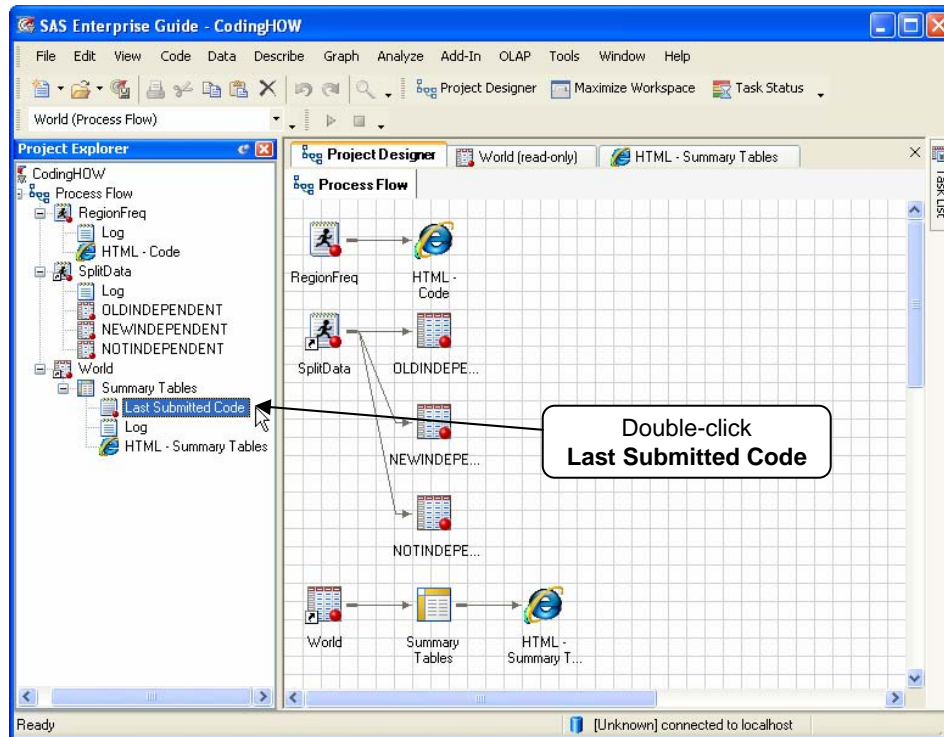 SAS Enterprise Guide - CodingHOW
File Edit View Code Data Describe Graph Analyze Add-In OLAP Tools Window Help
Project Designer Maximize Workspace Task Status
World (Process Flow)
Project Explorer
CodingHOW
Process Flow
RegionFreq
Log
HTML - Code
SplitData
Log
OLDINDEPENDENT
NEWINDEPENDENT
NOTINDEPENDENT
World
Summary Tables
Last Submitted Code
Log
HTML - Summary Tables
Project Designer World (read-only) HTML - Summary Tables
Process Flow
RegionFreq HTML -
Code
SplitData OLDINDEPE...
NEWINDEPE...
NOTINDEPE...
World Summary HTML -
Tables Summary T...
Double-click
Last Submitted Code
Task List
Ready [Unknown] connected to localhost